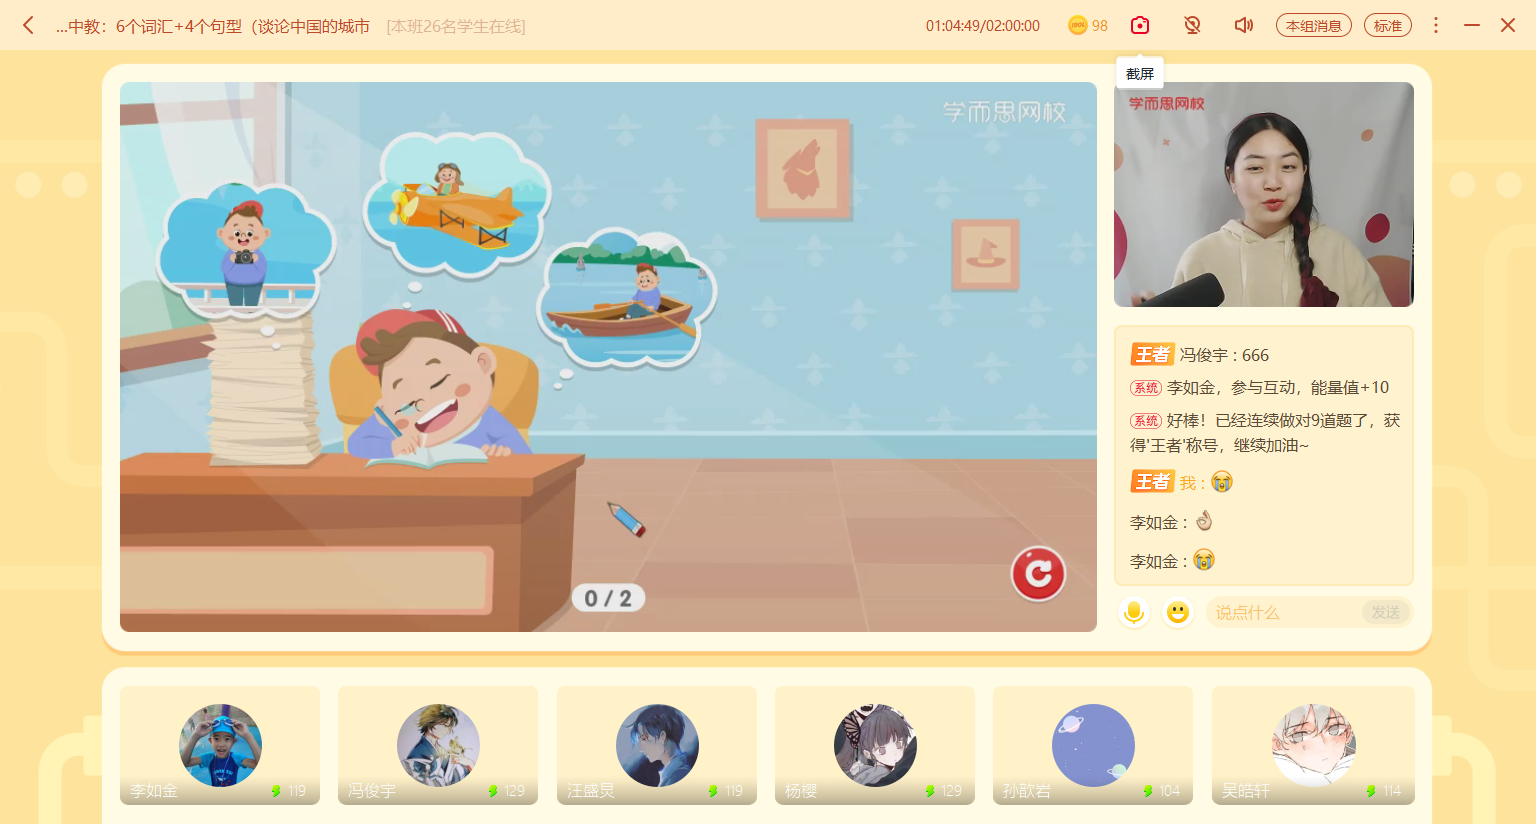 ...中教：6个词汇+4个句型（谈论中国的城市
[本班26名学生在线]
01:04:49/02:00:00
98
本组消息
标准
截屏
学而思网校
学而思网校
0 / 2
王者 冯俊宇 : 666
系统 李如金，参与互动，能量值+10
系统 好棒！已经连续做对9道题了，获
得'王者'称号，继续加油~
王者 我 : 😭
李如金 : 👌
李如金 : 😭
说点什么
发送
李如金 119
冯俊宇 129
汪盛炅 119
杨樱 129
孙歆岩 104
吴皓轩 114